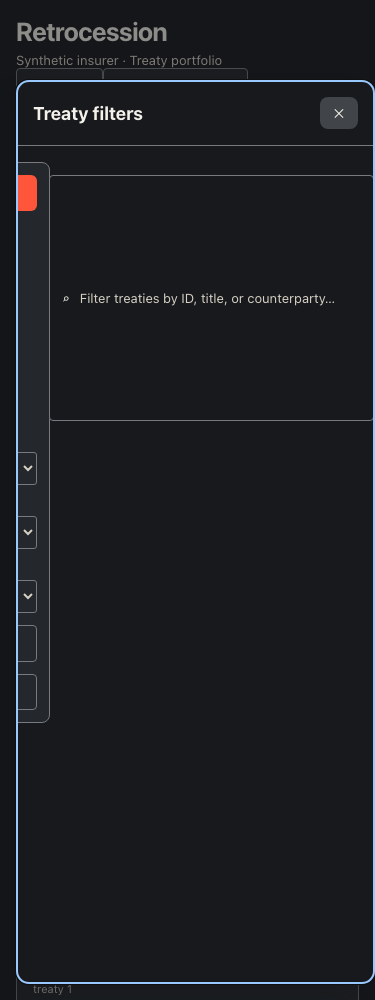 Retrocession
Synthetic insurer · Treaty portfolio
Treaty filters
×
Filter treaties by ID, title, or counterparty...
treaty 1